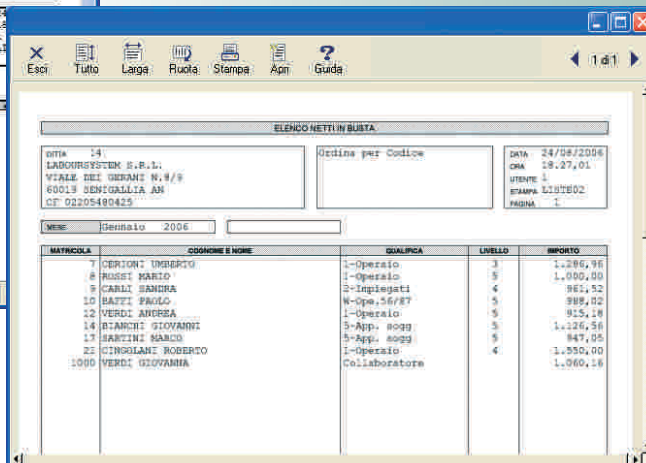 Esci Tutto Larga Ruota Stampa Apri Guida 1 di 1
ELENCO NETTI IN BUSTA
DITTA 14
LABOURSYSTEM S.R.L.
VIALE DEI GERANI N.8/9
60019 SENIGALLIA AN
CF 02205480425
Ordine per Codice
DATA 24/08/2006
ORA 18.27,01
UTENTE 1
STAMPA LISTE02
PAGINA 1
MESE Gennaio 2006
MATRICOLA COGNOME E NOME QUALIFICA LIVELLO IMPORTO
7 CERIONI UMBERTO 1-Operaio 3 1.286,96
8 ROSSI MARIO 1-Operaio 5 1.000,00
9 CARLI SANDRA 2-Impiegati 4 961,52
10 BAFFI PAOLO W-Ope.56/87 5 988,02
12 VERDI ANDREA 1-Operaio 5 915,18
14 BIANCHI GIOVANNI 5-App. sogg 5 1.126,56
17 SARTINI MARCO 5-App. sogg 5 847,05
21 CINGOLANI ROBERTO 1-Operaio 4 1.550,00
1000 VERDI GIOVANNA Collaboratore 1.060,16